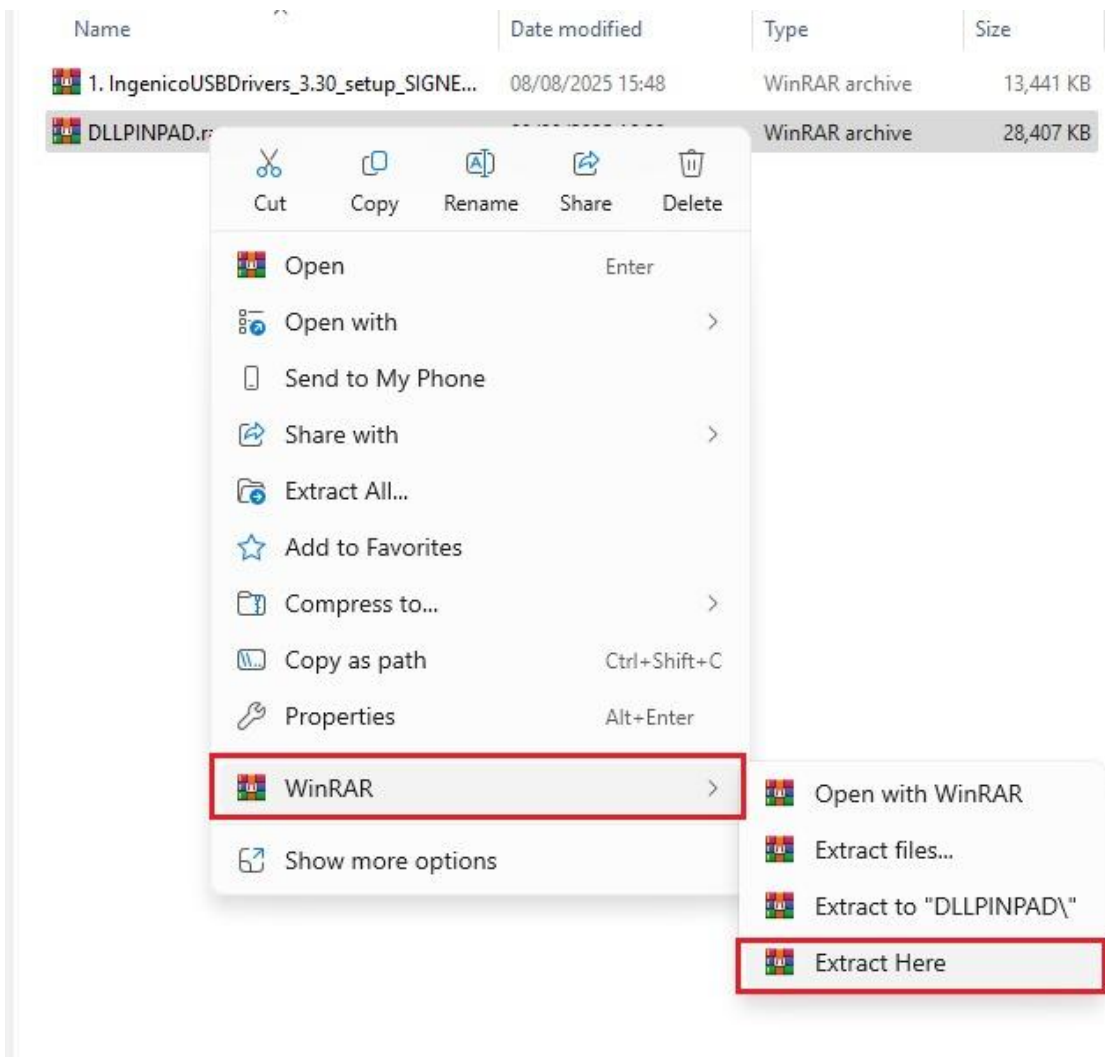 Name Date modified Type Size
1. IngenicoUSBDrivers_3.30_setup_SIGNE... 08/08/2025 15:48 WinRAR archive 13,441 KB
DLLPINPAD.ra WinRAR archive 28,407 KB
Cut Copy Rename Share Delete
Open Enter
Open with
Send to My Phone
Share with
Extract All...
Add to Favorites
Compress to...
Copy as path Ctrl+Shift+C
Properties Alt+Enter
WinRAR
Open with WinRAR
Show more options
Extract files...
Extract to "DLLPINPAD\"
Extract Here